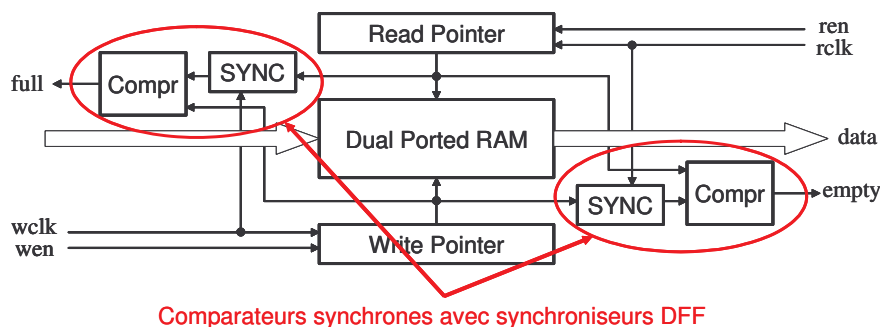 Read Pointer
ren
rclk
full
Compr
SYNC
Dual Ported RAM
data
SYNC
Compr
empty
wclk
wen
Write Pointer
Comparateurs synchrones avec synchroniseurs DFF